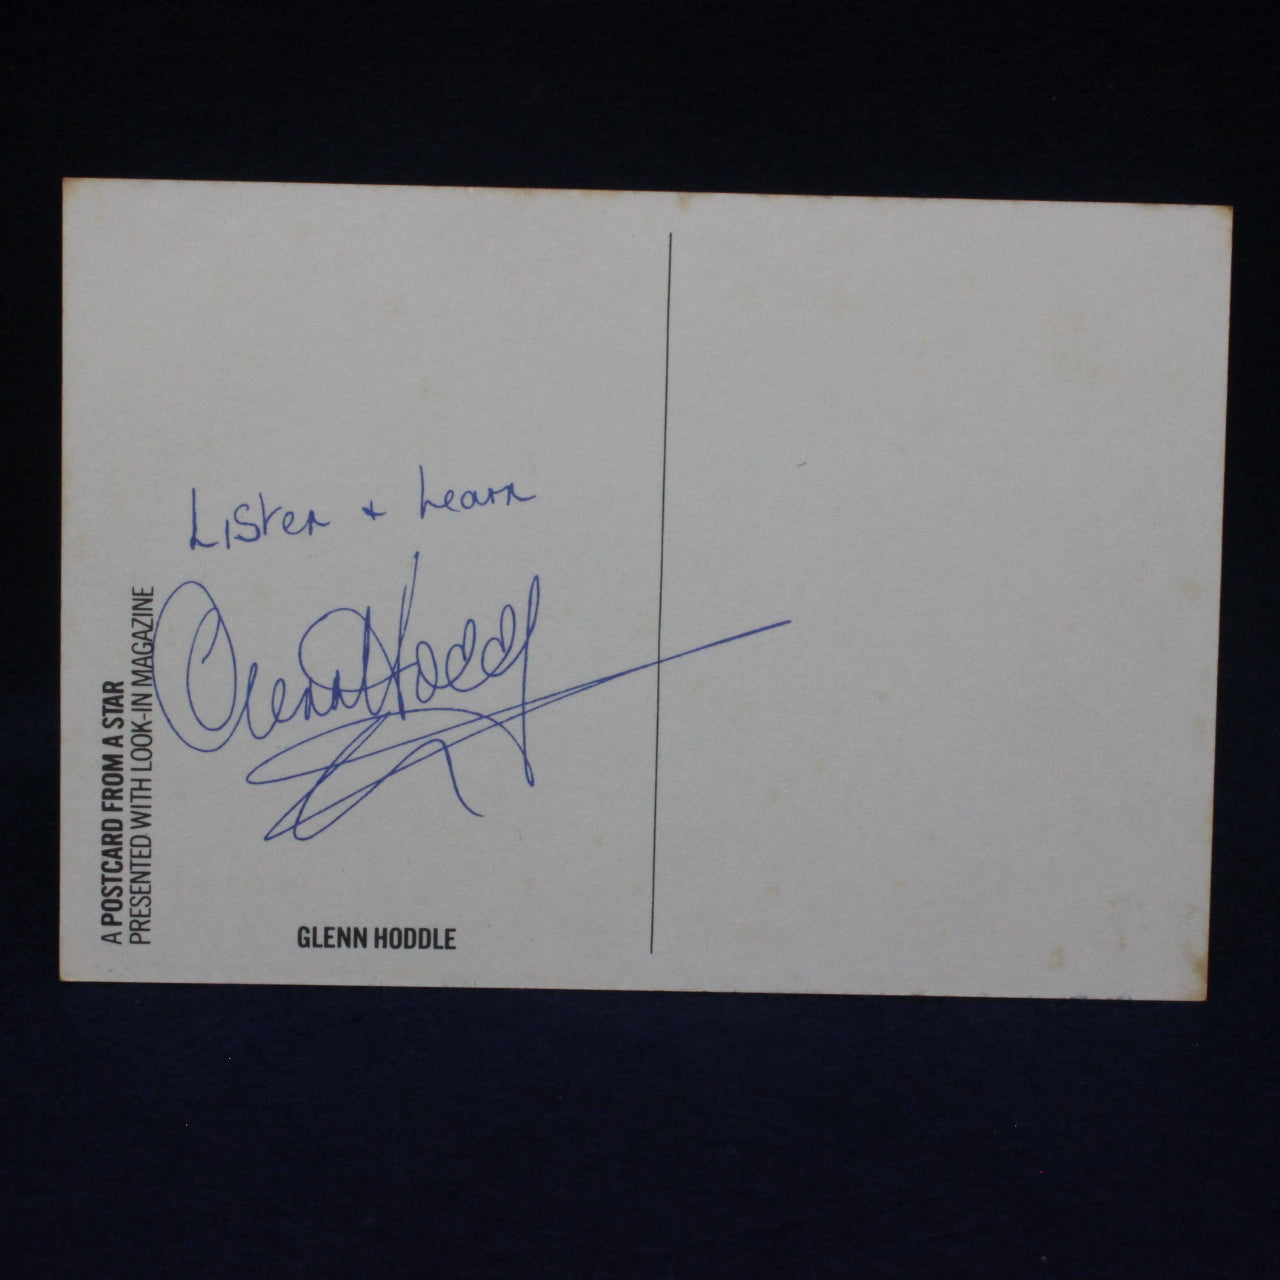 Listen + Learn
Glenn Hoddle
A POSTCARD FROM A STAR
PRESENTED WITH LOOK-IN MAGAZINE
GLENN HODDLE